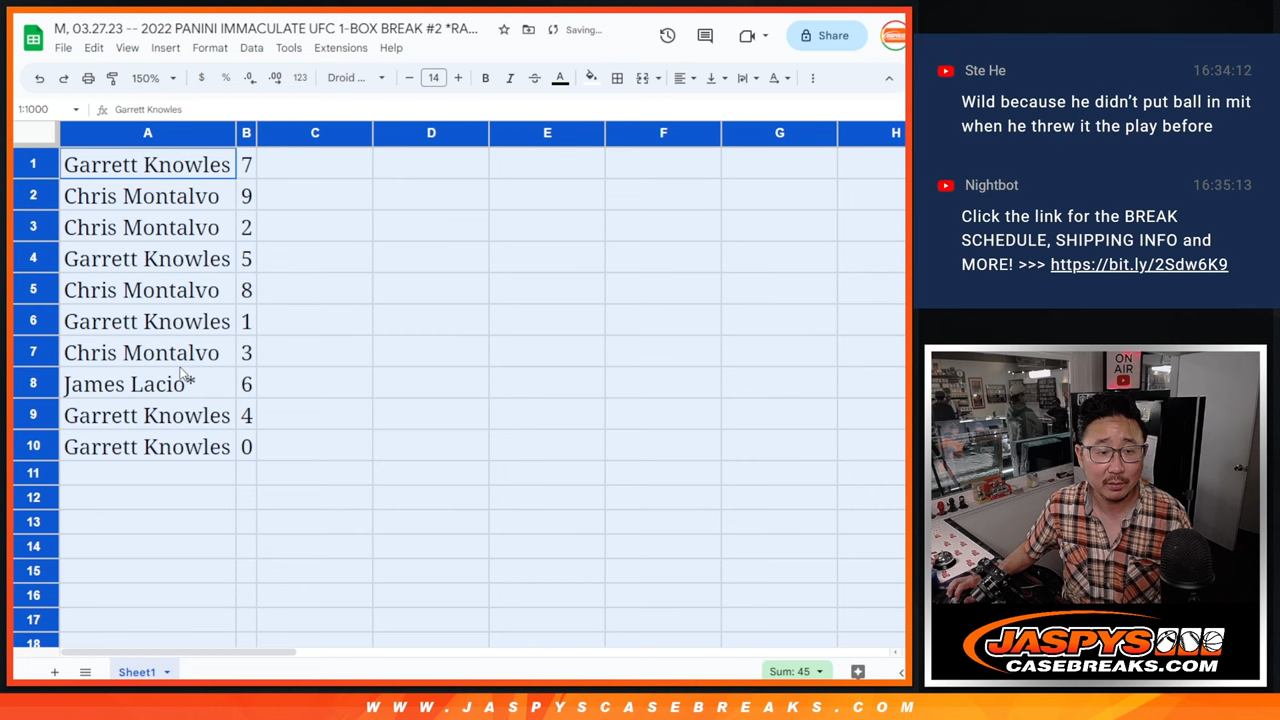 M, 03.27.23 -- 2022 PANINI IMMACULATE UFC 1-BOX BREAK #2 *RA...
Saving...
File Edit View Insert Format Data Tools Extensions Help
Share
150% $ % .0 .00 123 Droid ... 14 B I A
1:1000 fx Garrett Knowles
A B C D E F G H
1 Garrett Knowles 7
2 Chris Montalvo 9
3 Chris Montalvo 2
4 Garrett Knowles 5
5 Chris Montalvo 8
6 Garrett Knowles 1
7 Chris Montalvo 3
8 James Lacio* 6
9 Garrett Knowles 4
10 Garrett Knowles 0
11
12
13
14
15
16
17
18
Sheet1
Sum: 45
Ste He 16:34:12
Wild because he didn’t put ball in mit
when he threw it the play before
Nightbot 16:35:13
Click the link for the BREAK
SCHEDULE, SHIPPING INFO and
MORE! >>> https://bit.ly/2Sdw6K9
ON
AIR
JASPYS
CASEBREAKS.COM
WWW.JASPYSCASEBREAKS.COM